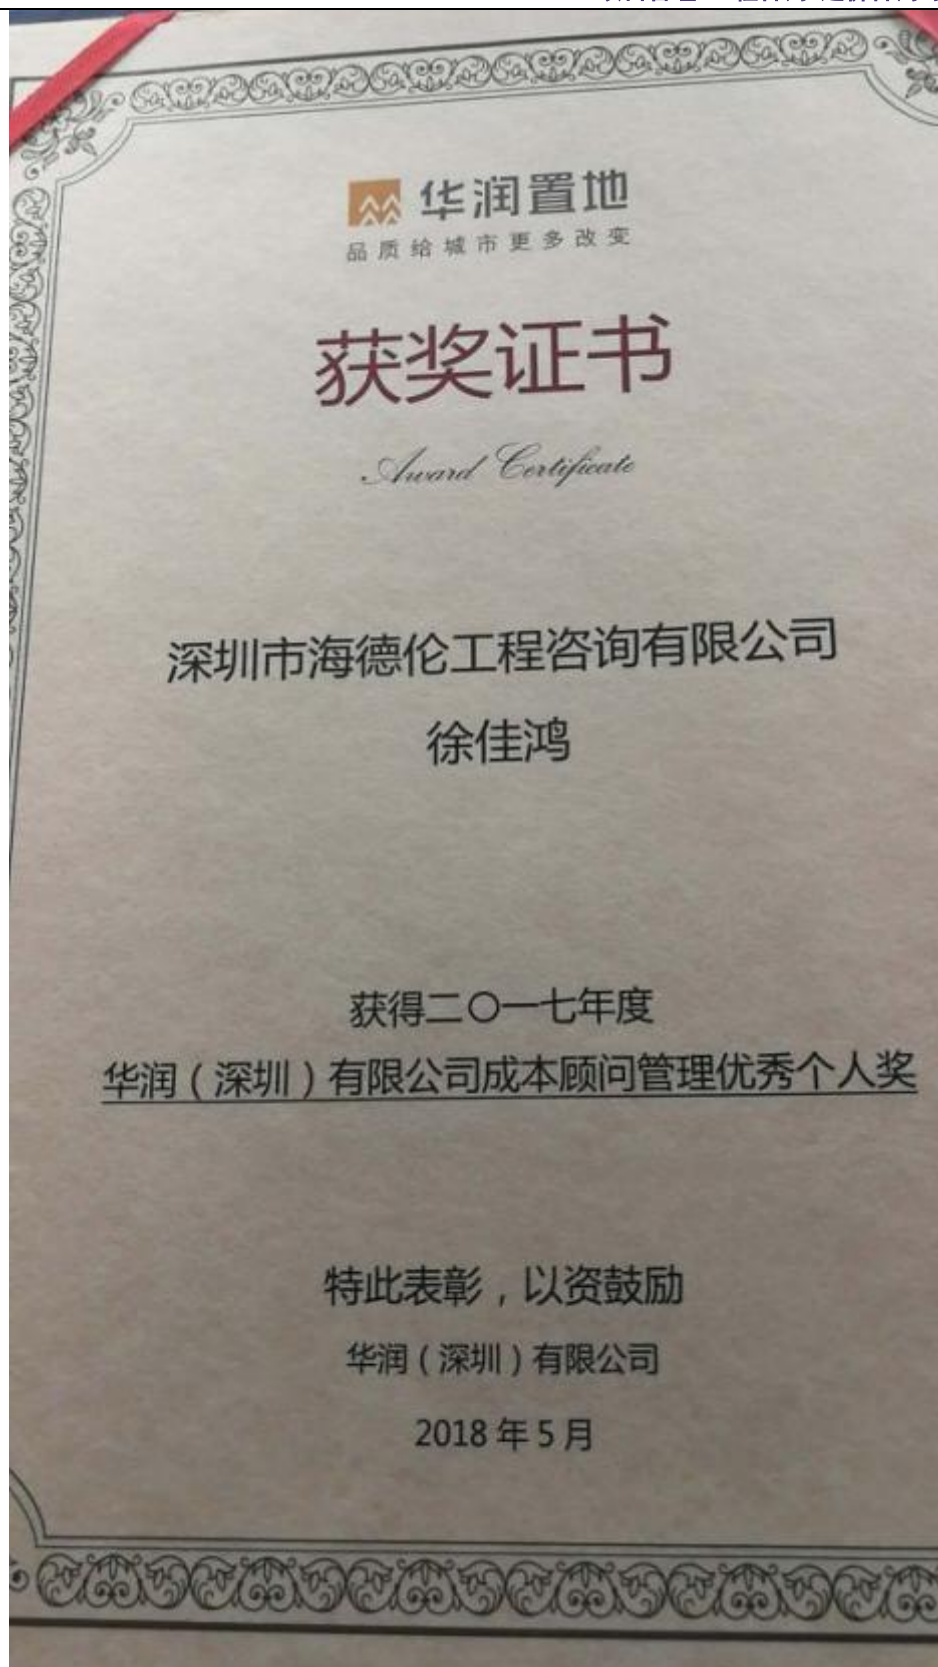 华润置地
品质给城市更多改变
获奖证书
Award Certificate
深圳市海德伦工程咨询有限公司
徐佳鸿
获得二〇一七年度
华润（深圳）有限公司成本顾问管理优秀个人奖
特此表彰，以资鼓励
华润（深圳）有限公司
2018 年 5 月